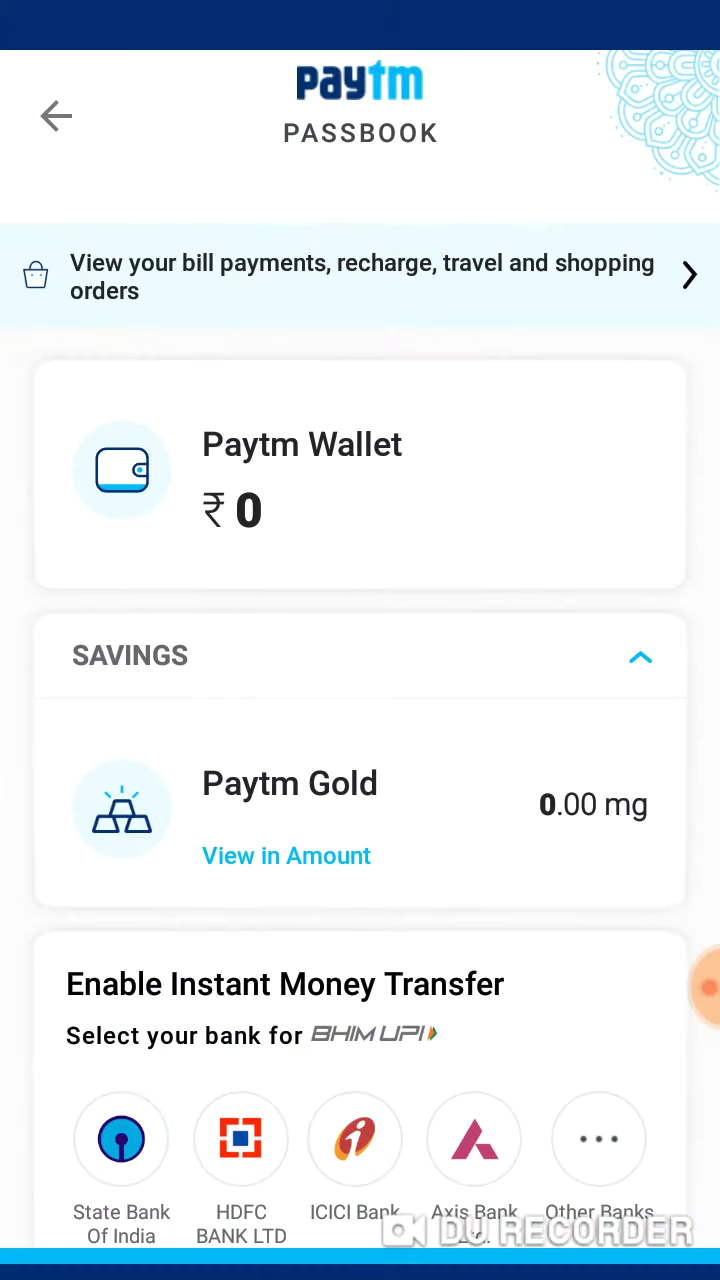 paytm
PASSBOOK
View your bill payments, recharge, travel and shopping
orders
Paytm Wallet
₹ 0
SAVINGS
Paytm Gold
0.00 mg
View in Amount
Enable Instant Money Transfer
Select your bank for BHIM UPI
State Bank
Of India
HDFC
BANK LTD
ICICI Bank
Axis Bank
Other Banks
DU RECORDER